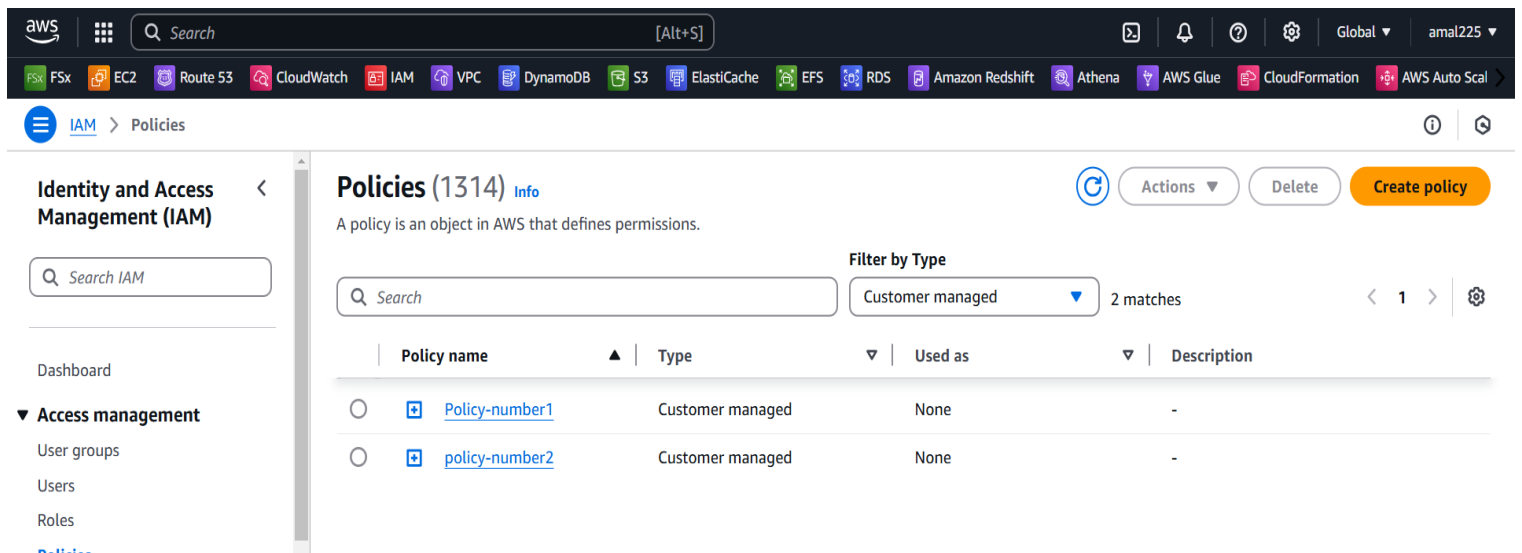 aws Search [Alt+S] Global amal225
FSx FSx EC2 Route 53 CloudWatch IAM VPC DynamoDB S3 ElastiCache EFS RDS Amazon Redshift Athena AWS Glue CloudFormation AWS Auto Scal
IAM > Policies
Identity and Access
Management (IAM)
Search IAM
Dashboard
Access management
User groups
Users
Roles
Policies
Policies (1314) Info
Actions Delete Create policy
A policy is an object in AWS that defines permissions.
Filter by Type
Search Customer managed 2 matches 1
Policy name Type Used as Description
Policy-number1 Customer managed None -
policy-number2 Customer managed None -